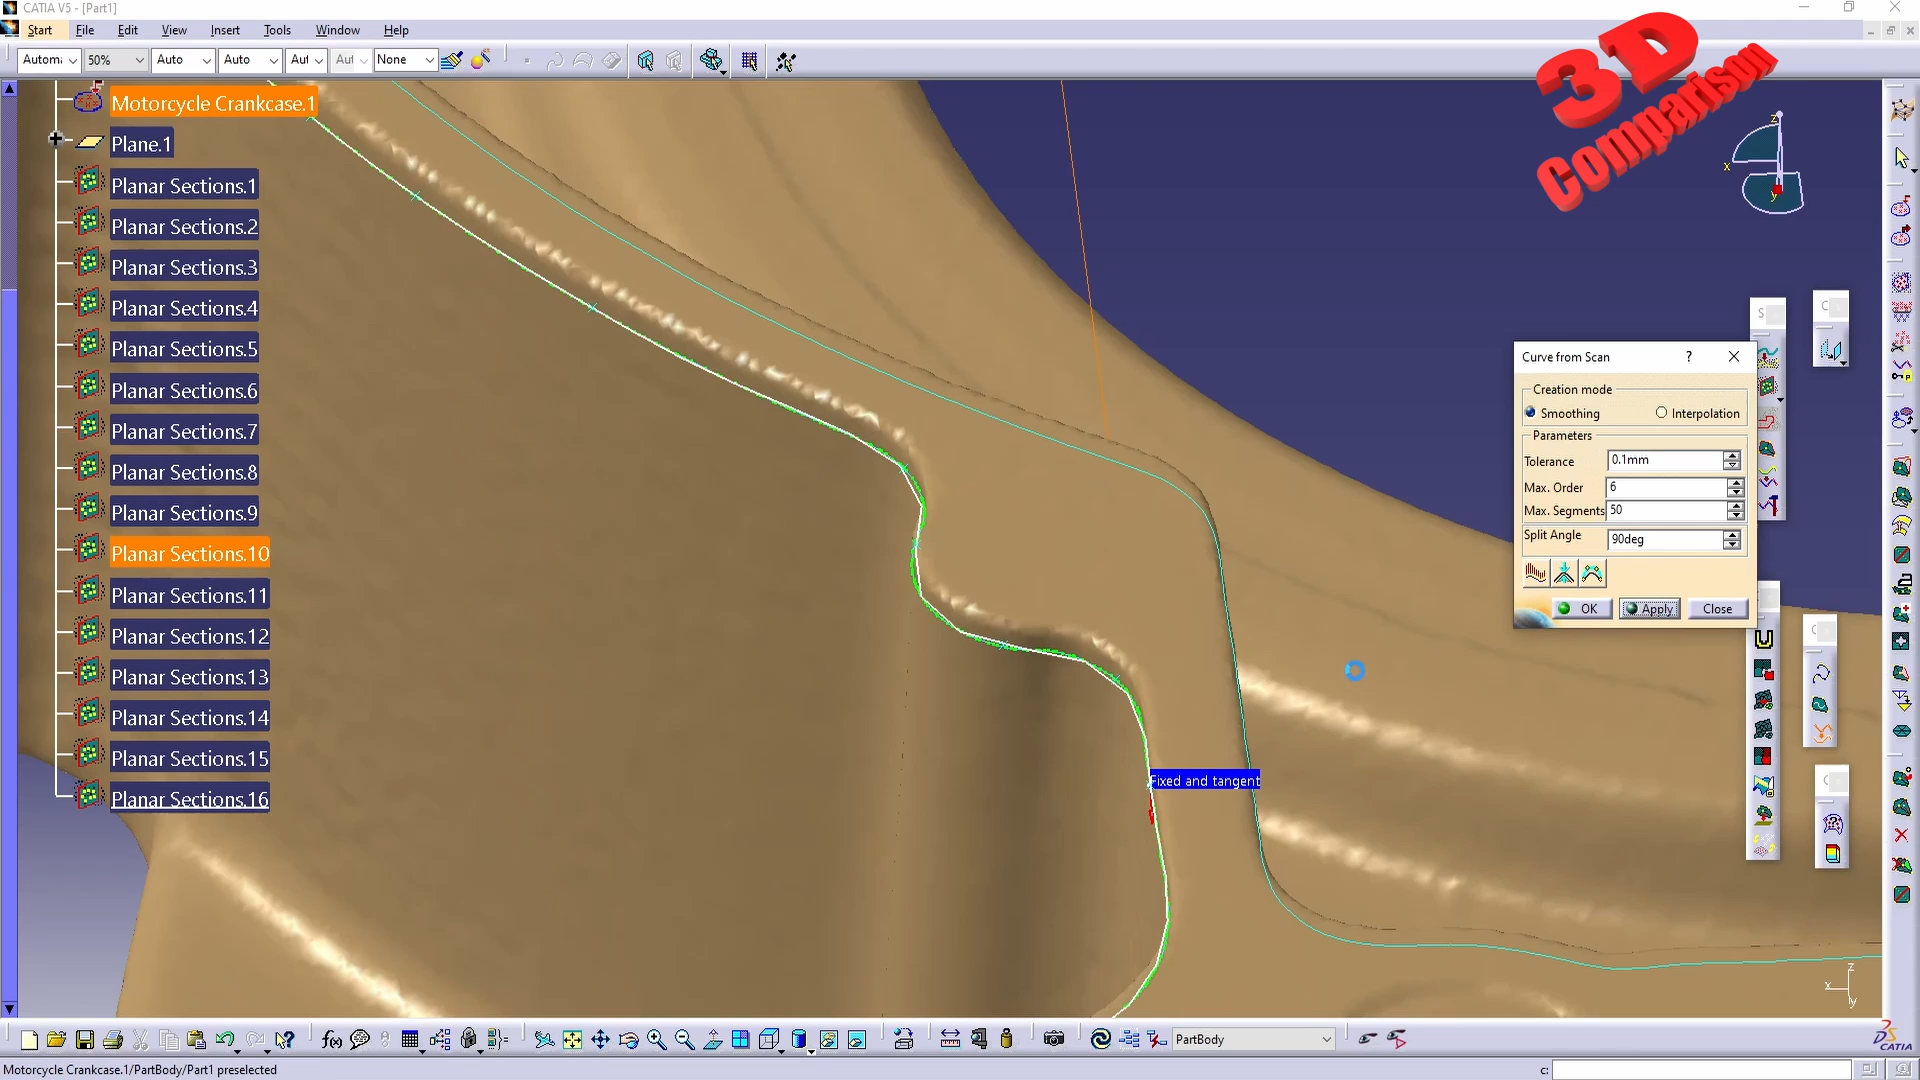 CATIA V5 - [Part1]
Start File Edit View Insert Tools Window Help
Autom 50% Auto Auto Aut Aut None
3D
Comparison
Motorcycle Crankcase.1
Plane.1
Planar Sections.1
Planar Sections.2
Planar Sections.3
Planar Sections.4
Planar Sections.5
Planar Sections.6
Planar Sections.7
Planar Sections.8
Planar Sections.9
Planar Sections.10
Planar Sections.11
Planar Sections.12
Planar Sections.13
Planar Sections.14
Planar Sections.15
Planar Sections.16
z
x
y
S
C
Curve from Scan ?
Creation mode
Smoothing Interpolation
Parameters
Tolerance 0.1mm
Max. Order 6
Max. Segments 50
Split Angle 90deg
OK Apply Close
C
Fixed and tangent
C
z
x
y
f(x)
PartBody
CATIA
Motorcycle Crankcase.1/PartBody/Part1 preselected
c: